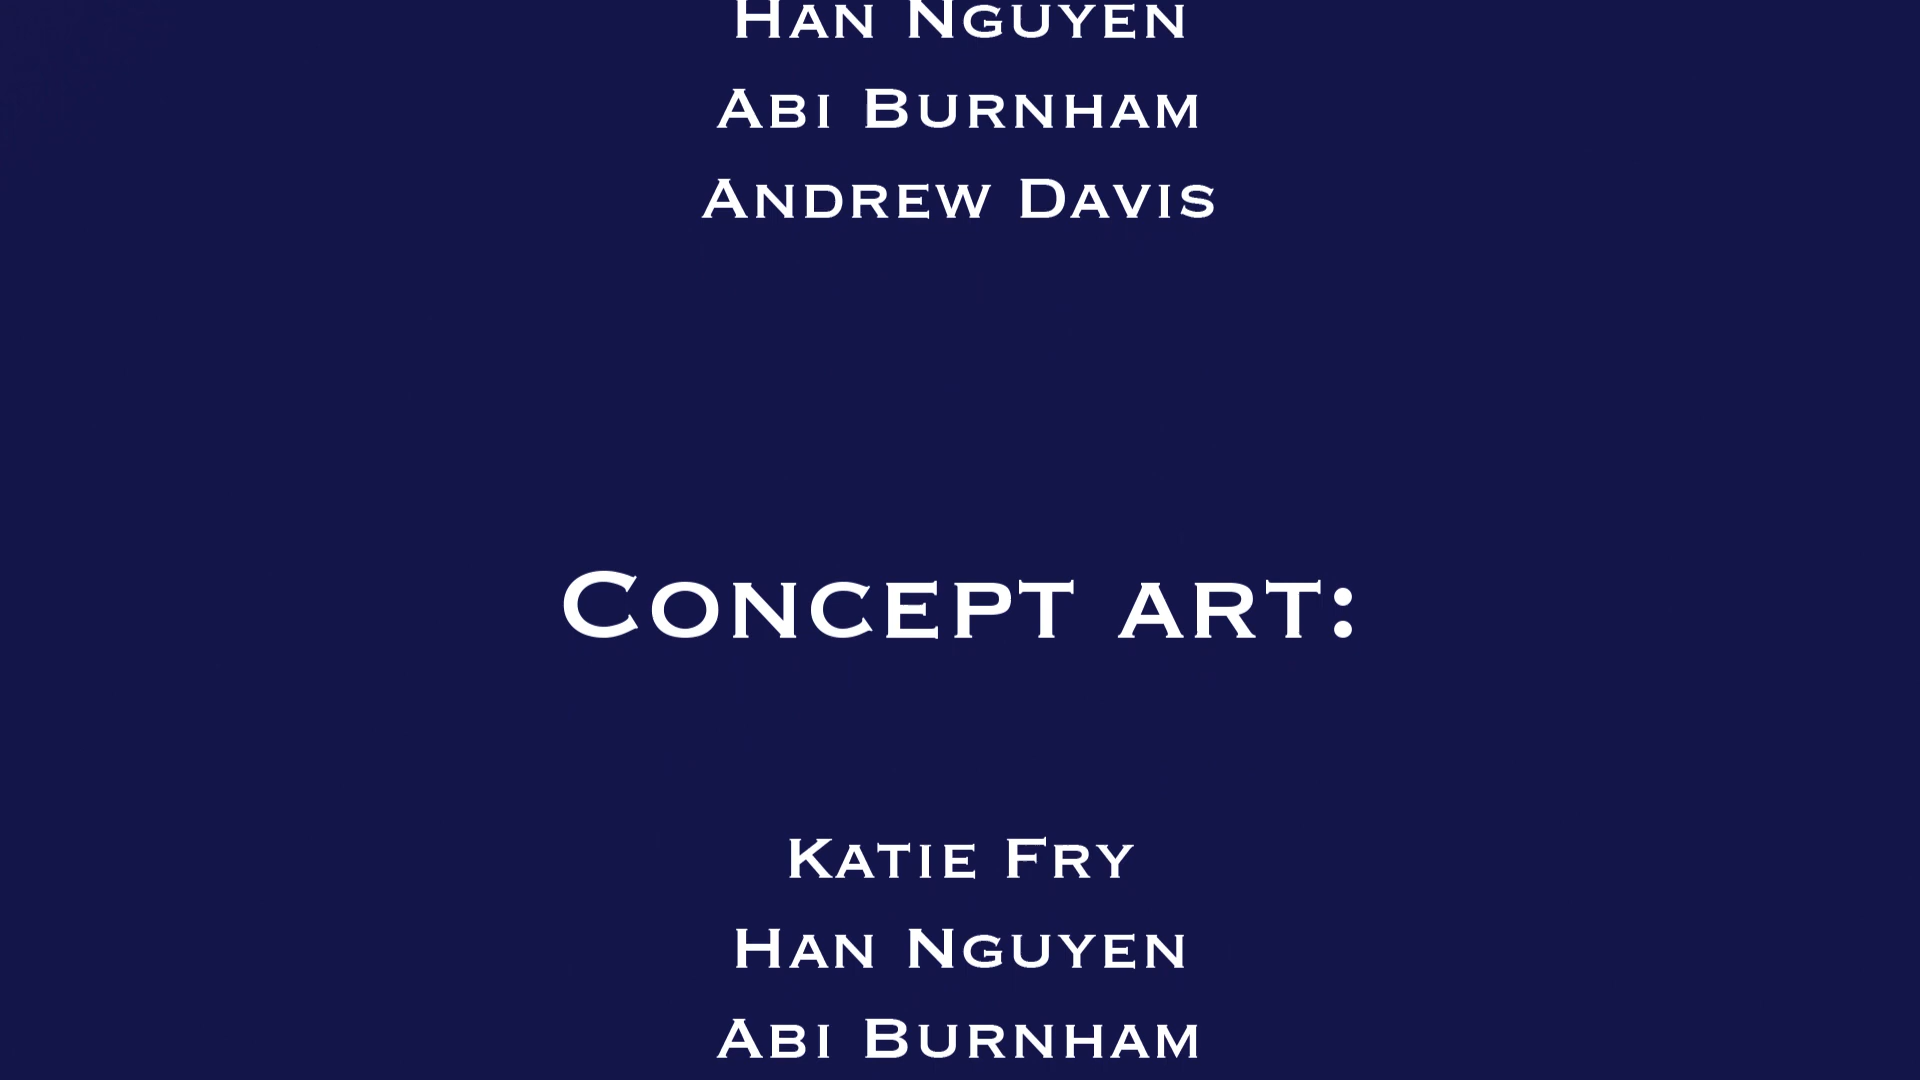 Han Nguyen
Abi Burnham
Andrew Davis
Concept art:
Katie Fry
Han Nguyen
Abi Burnham